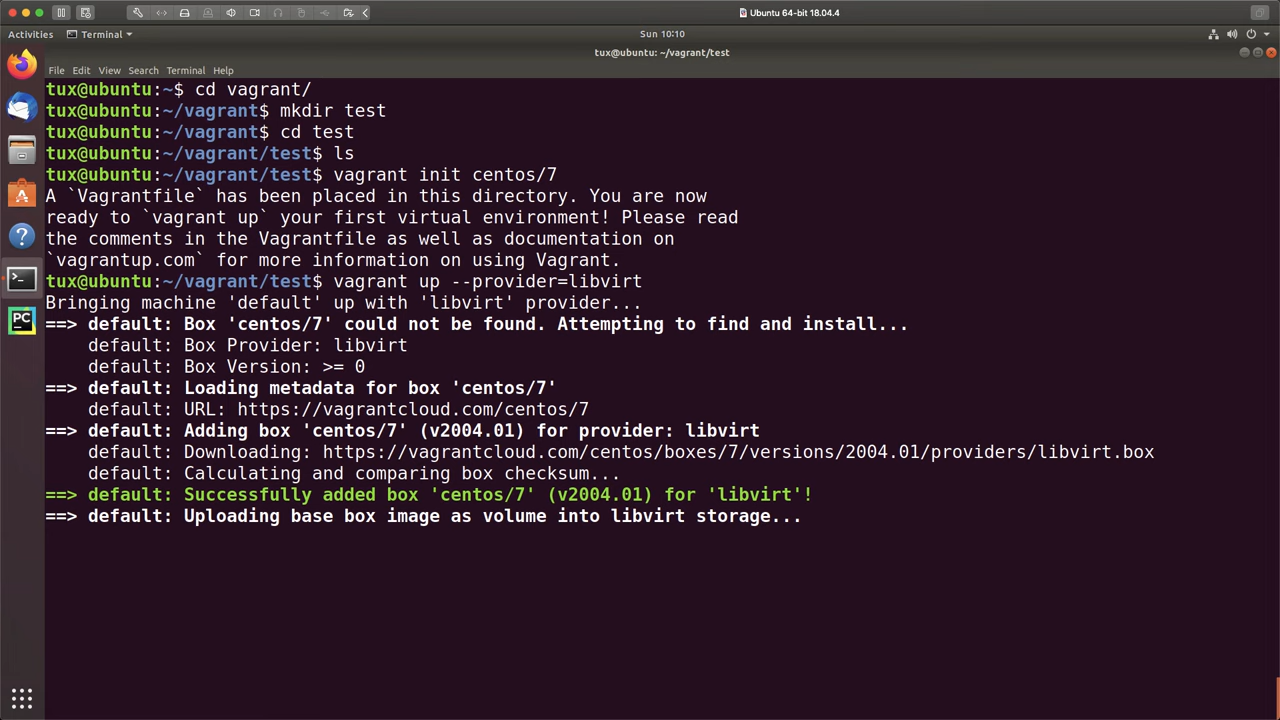 Ubuntu 64-bit 18.04.4
Activities Terminal Sun 10:10
tux@ubuntu: ~/vagrant/test
File Edit View Search Terminal Help
tux@ubuntu:~$ cd vagrant/
tux@ubuntu:~/vagrant$ mkdir test
tux@ubuntu:~/vagrant$ cd test
tux@ubuntu:~/vagrant/test$ ls
tux@ubuntu:~/vagrant/test$ vagrant init centos/7
A `Vagrantfile` has been placed in this directory. You are now
ready to `vagrant up` your first virtual environment! Please read
the comments in the Vagrantfile as well as documentation on
`vagrantup.com` for more information on using Vagrant.
tux@ubuntu:~/vagrant/test$ vagrant up --provider=libvirt
Bringing machine 'default' up with 'libvirt' provider...
==> default: Box 'centos/7' could not be found. Attempting to find and install...
    default: Box Provider: libvirt
    default: Box Version: >= 0
==> default: Loading metadata for box 'centos/7'
    default: URL: https://vagrantcloud.com/centos/7
==> default: Adding box 'centos/7' (v2004.01) for provider: libvirt
    default: Downloading: https://vagrantcloud.com/centos/boxes/7/versions/2004.01/providers/libvirt.box
    default: Calculating and comparing box checksum...
==> default: Successfully added box 'centos/7' (v2004.01) for 'libvirt'!
==> default: Uploading base box image as volume into libvirt storage...
PC